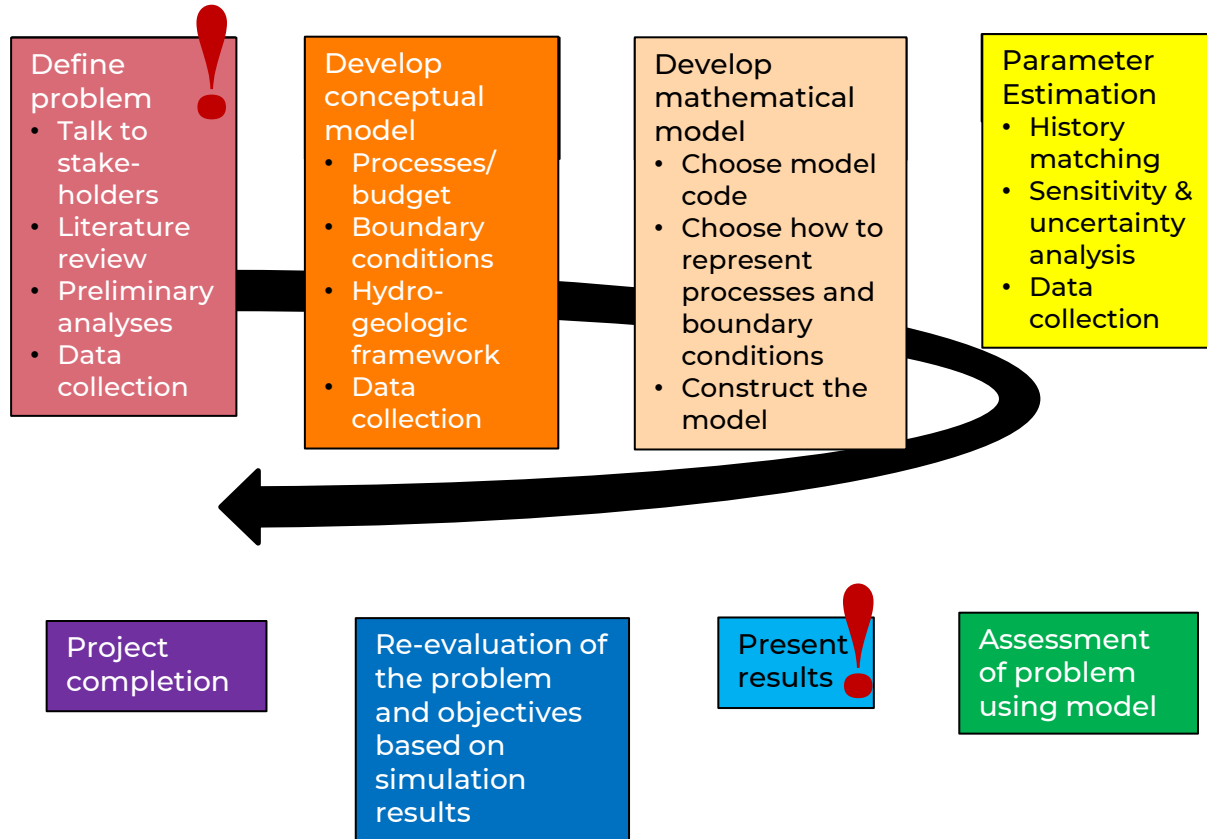 Define
problem
• Talk to
stake-
holders
• Literature
review
• Preliminary
analyses
• Data
collection
Develop
conceptual
model
• Processes/
budget
• Boundary
conditions
• Hydro-
geologic
framework
• Data
collection
Develop
mathematical
model
• Choose model
code
• Choose how to
represent
processes and
boundary
conditions
• Construct the
model
Parameter
Estimation
• History
matching
• Sensitivity &
uncertainty
analysis
• Data
collection
!
Project
completion
Re-evaluation of
the problem
and objectives
based on
simulation
results
Present
results
!
Assessment
of problem
using model